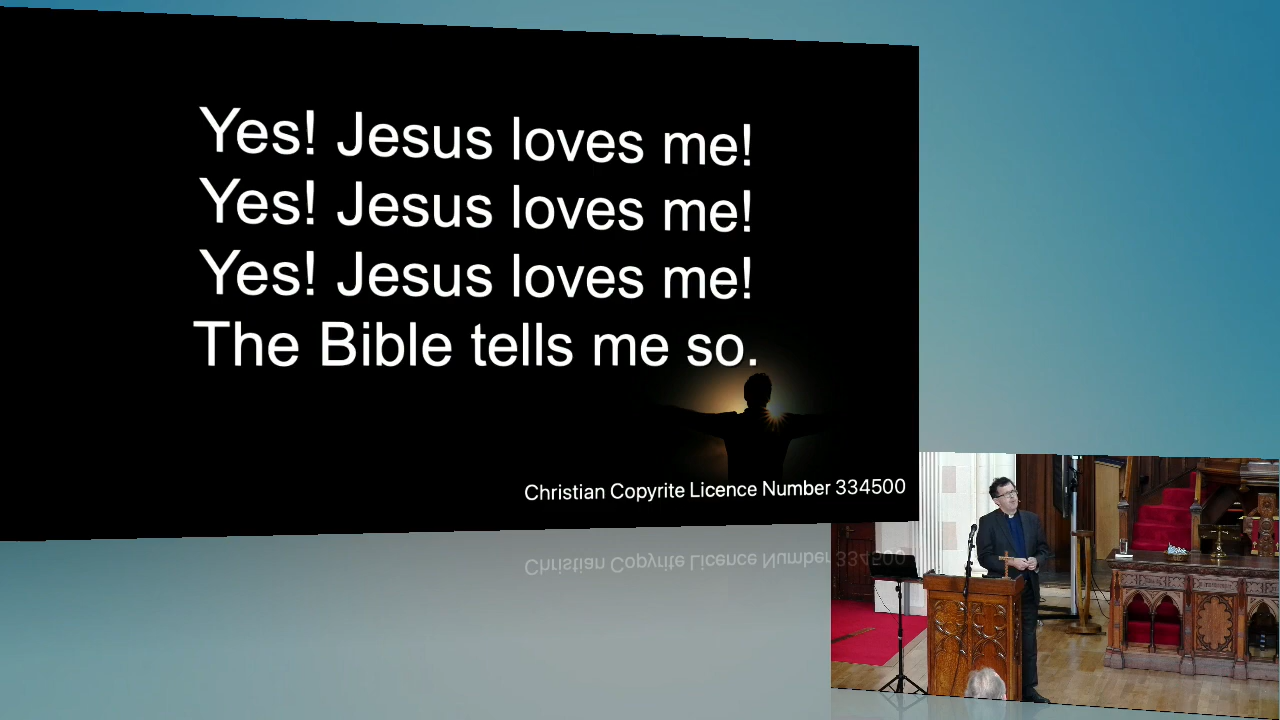 Yes! Jesus loves me!
Yes! Jesus loves me!
Yes! Jesus loves me!
The Bible tells me so.
Christian Copyrite Licence Number 334500